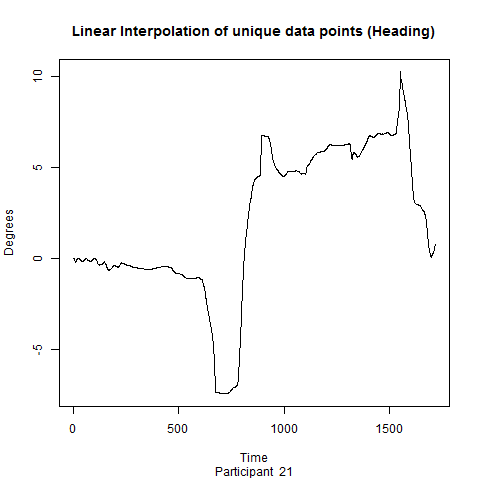 Linear Interpolation of unique data points (Heading)
10
5
0
-5
Degrees
0 500 1000 1500
Time
Participant 21